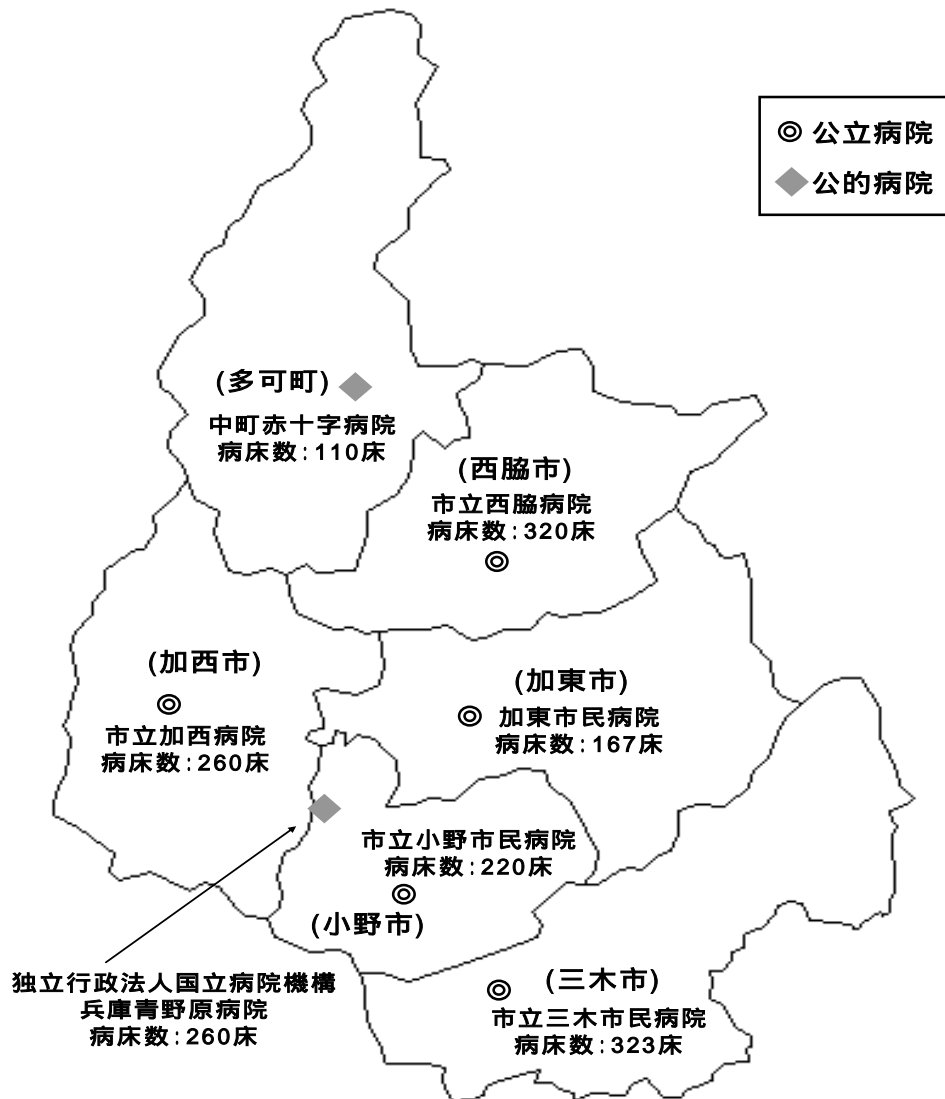 ◎ 公立病院
◆公的病院
(多可町)
中町赤十字病院
病床数:110床
(西脇市)
市立西脇病院
病床数:320床
(加西市)
市立加西病院
病床数:260床
(加東市)
加東市民病院
病床数:167床
市立小野市民病院
病床数:220床
(小野市)
独立行政法人国立病院機構
兵庫青野原病院
病床数:260床
(三木市)
市立三木市民病院
病床数:323床